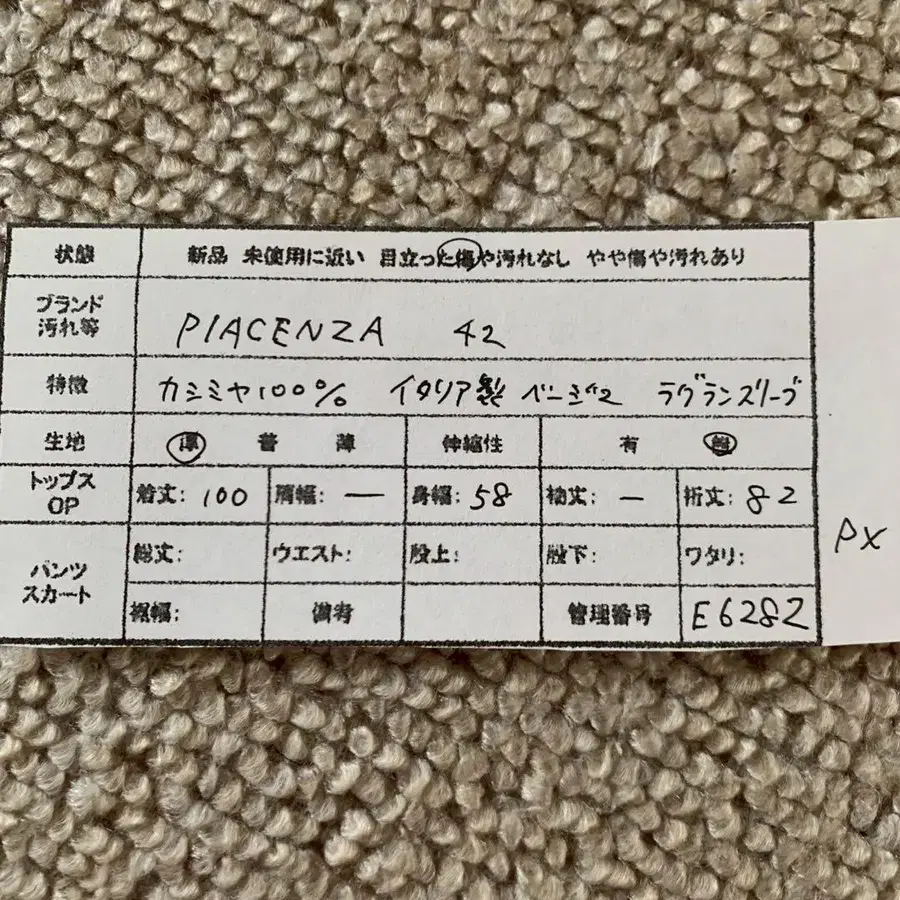 状態 新品 未使用に近い 目立った傷や汚れなし やや傷や汚れあり
ブランド
汚れ等
PIACENZA 42
特徴 カシミヤ100% イタリア製 ベージュ ラグランスリーブ
生地 厚 普 薄 伸縮性 有 無
トップス
OP
着丈: 100 肩幅: — 身幅: 58 袖丈: — 裄丈: 82
パンツ
スカート
総丈: ウエスト: 股上: 股下: ワタリ:
裾幅: 備考 管理番号 E6282
PX